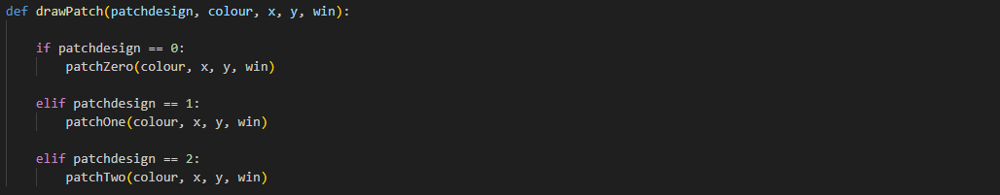 def drawPatch(patchdesign, colour, x, y, win):
if patchdesign == 0:
patchZero(colour, x, y, win)
elif patchdesign == 1:
patchOne(colour, x, y, win)
elif patchdesign == 2:
patchTwo(colour, x, y, win)